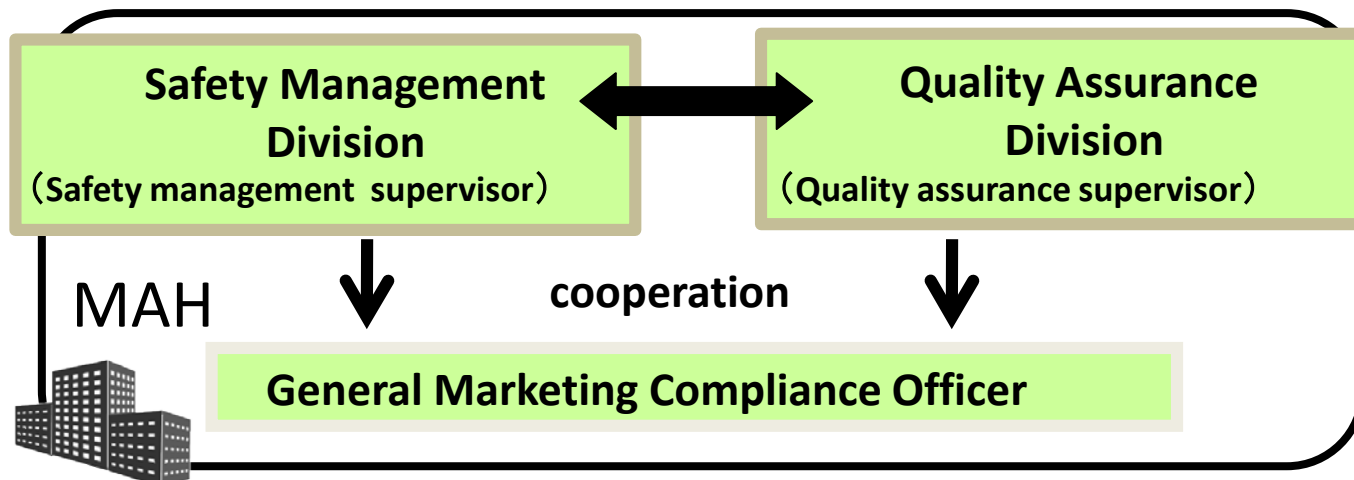 Safety Management
Division
（Safety management supervisor）
Quality Assurance
Division
（Quality assurance supervisor）
MAH
cooperation
General Marketing Compliance Officer